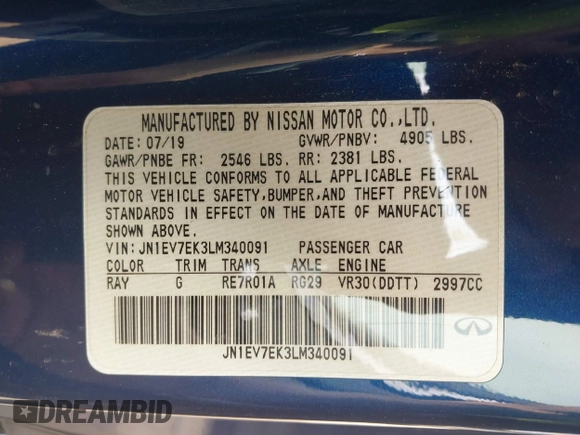 MANUFACTURED BY NISSAN MOTOR CO.,LTD.
DATE: 07/19 GVWR/PNBV: 4905 LBS.
GAWR/PNBE FR: 2546 LBS. RR: 2381 LBS.
THIS VEHICLE CONFORMS TO ALL APPLICABLE FEDERAL
MOTOR VEHICLE SAFETY,BUMPER,AND THEFT PREVENTION
STANDARDS IN EFFECT ON THE DATE OF MANUFACTURE
SHOWN ABOVE.
VIN: JN1EV7EK3LM340091 PASSENGER CAR
COLOR TRIM TRANS AXLE ENGINE
RAY G RE7R01A RG29 VR30(DDTT) 2997CC
JN1EV7EK3LM340091
DREAMBID